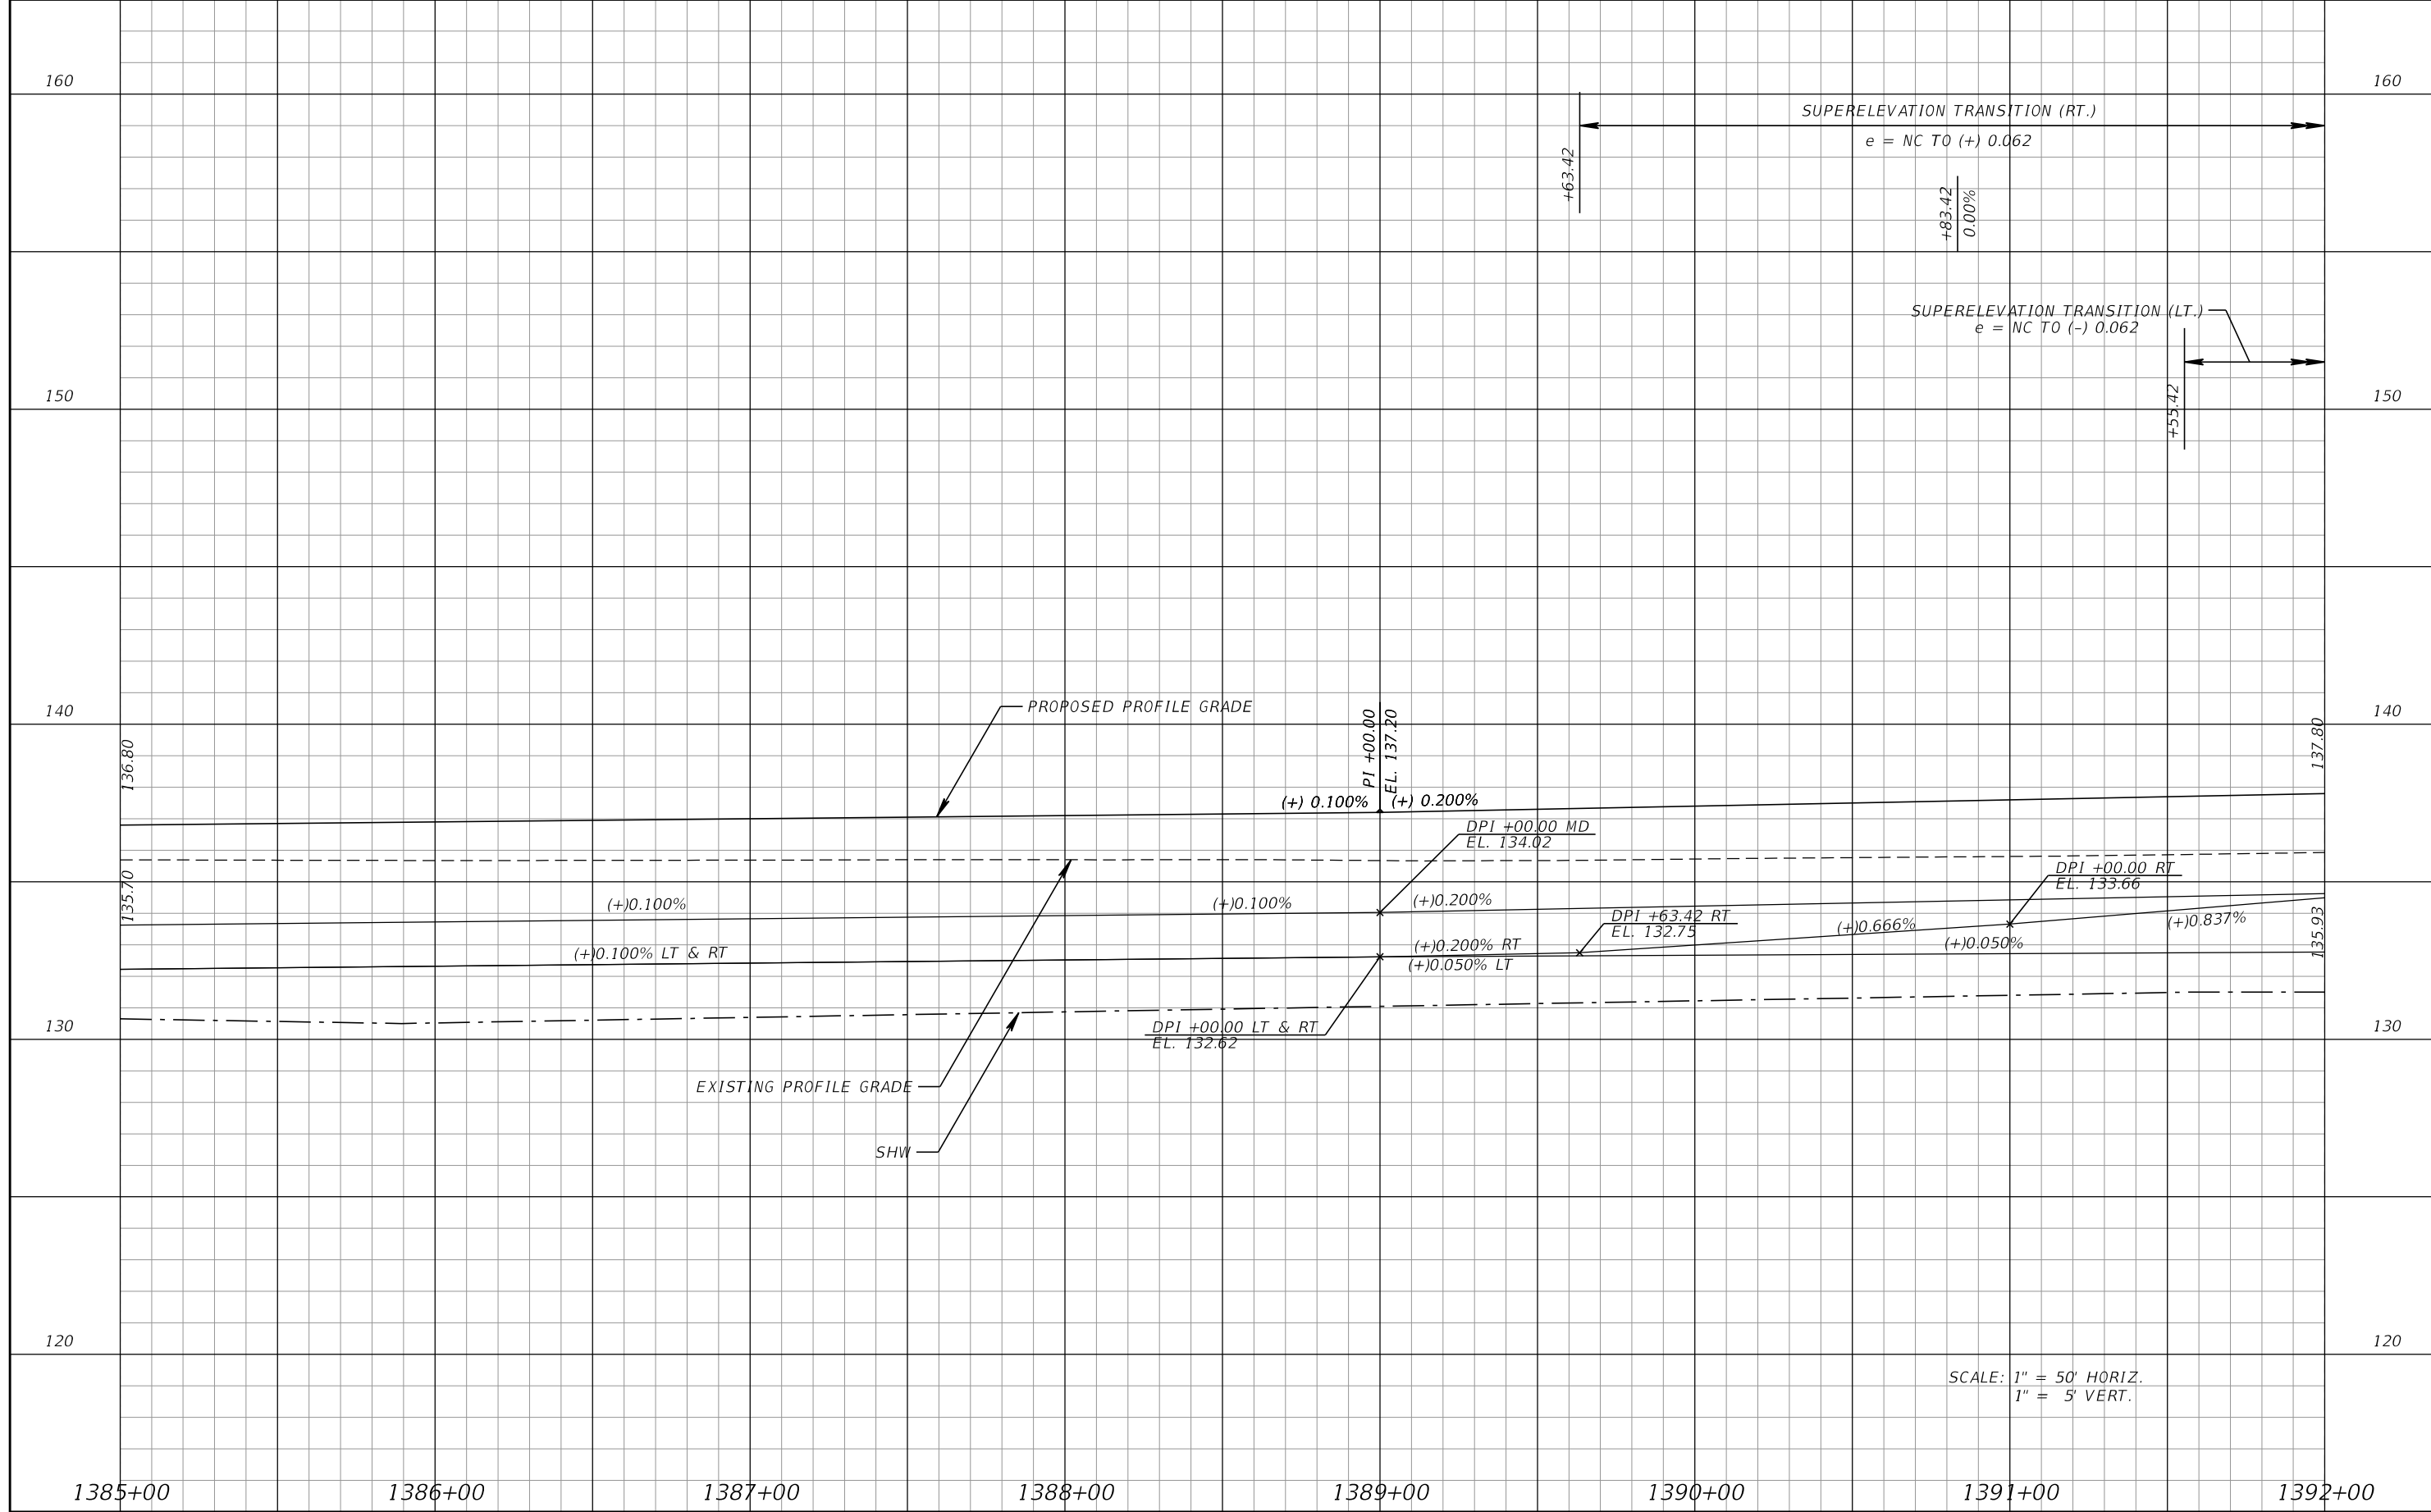 160
160
SUPERELEVATION TRANSITION (RT.)
e = NC TO (+) 0.062
+63.42
+83.42
0.00%
SUPERELEVATION TRANSITION (LT.)
e = NC TO (-) 0.062
+55.42
150
150
140
140
PROPOSED PROFILE GRADE
136.80
PI +00.00
EL. 137.20
137.80
(+) 0.100%
(+) 0.200%
DPI +00.00 MD
EL. 134.02
135.70
DPI +00.00 RT
EL. 133.66
(+)0.100%
(+)0.100%
(+)0.200%
DPI +63.42 RT
EL. 132.75
(+)0.666%
(+)0.837%
135.93
(+)0.100% LT & RT
(+)0.200% RT
(+)0.050% LT
(+)0.050%
130
130
DPI +00.00 LT & RT
EL. 132.62
EXISTING PROFILE GRADE
SHW
120
120
SCALE: 1" = 50' HORIZ.
1" = 5' VERT.
1385+00
1386+00
1387+00
1388+00
1389+00
1390+00
1391+00
1392+00